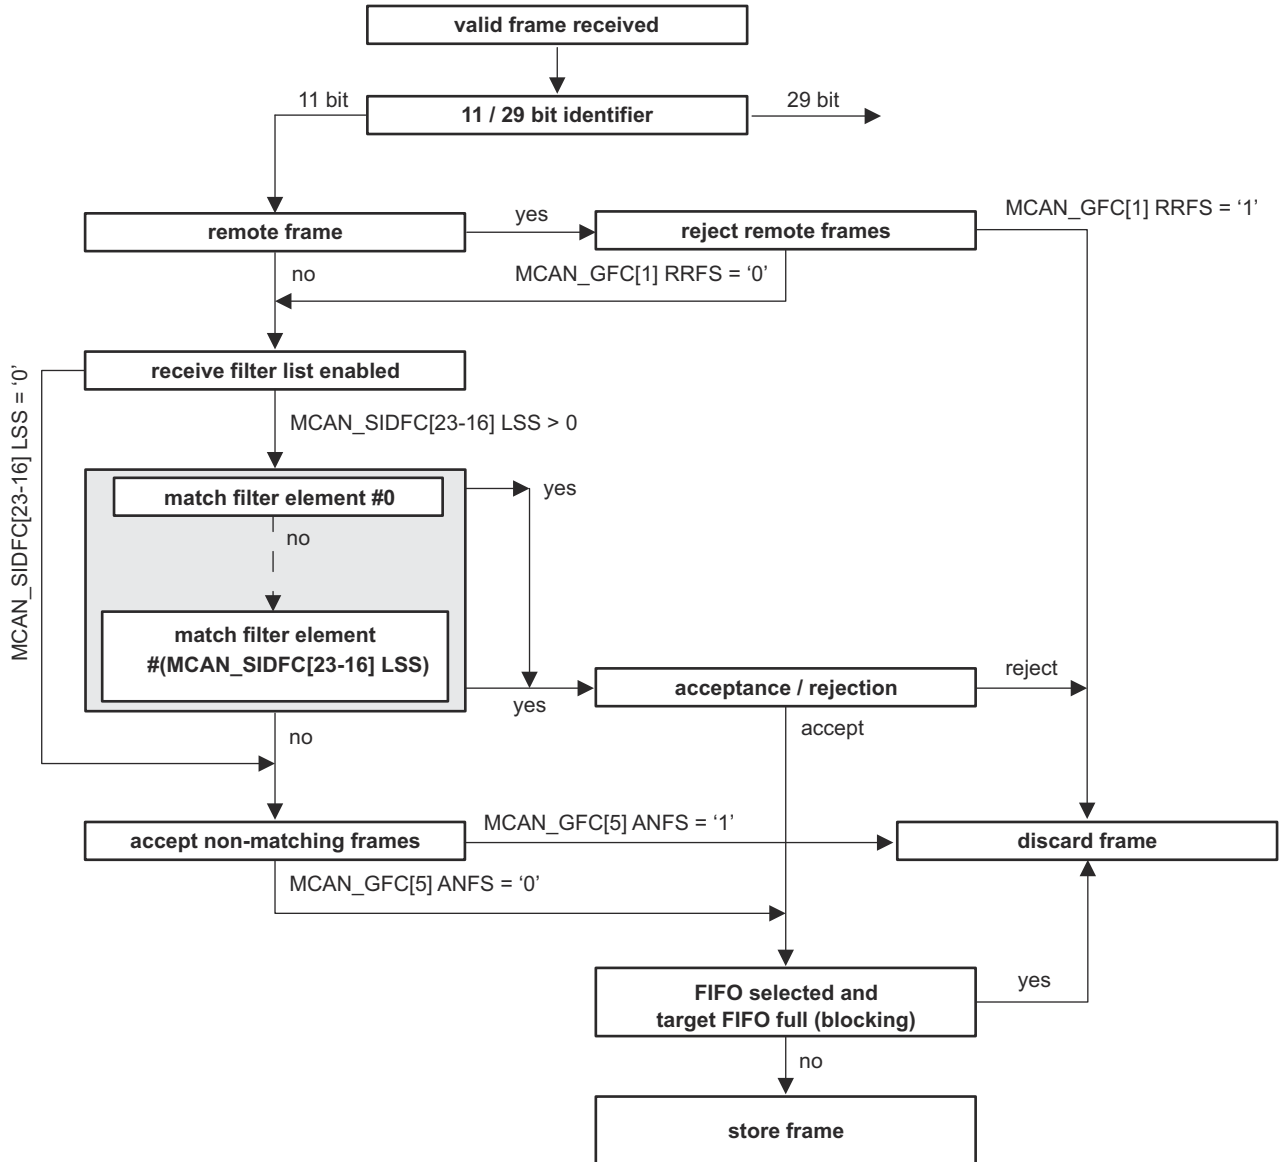 valid frame received
11 bit
11 / 29 bit identifier
29 bit
remote frame
yes
reject remote frames
MCAN_GFC[1] RRFS = ‘1’
no
MCAN_GFC[1] RRFS = ‘0’
receive filter list enabled
MCAN_SIDFC[23-16] LSS = ‘0’
MCAN_SIDFC[23-16] LSS > 0
match filter element #0
yes
no
match filter element
#(MCAN_SIDFC[23-16] LSS)
yes
acceptance / rejection
reject
accept
no
accept non-matching frames
MCAN_GFC[5] ANFS = ‘1’
discard frame
MCAN_GFC[5] ANFS = ‘0’
FIFO selected and
target FIFO full (blocking)
yes
no
store frame